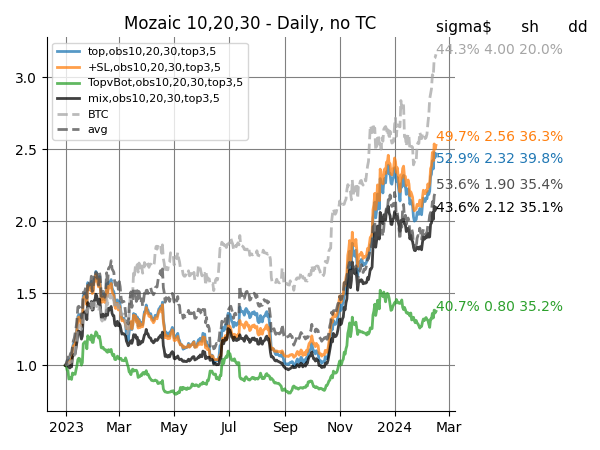 Mozaic 10,20,30 - Daily, no TC
sigma$ sh dd
top,obs10,20,30,top3,5
+SL,obs10,20,30,top3,5
TopvBot,obs10,20,30,top3,5
mix,obs10,20,30,top3,5
BTC
avg
44.3% 4.00 20.0%
49.7% 2.56 36.3%
52.9% 2.32 39.8%
53.6% 1.90 35.4%
43.6% 2.12 35.1%
40.7% 0.80 35.2%
3.0
2.5
2.0
1.5
1.0
2023 Mar May Jul Sep Nov 2024 Mar